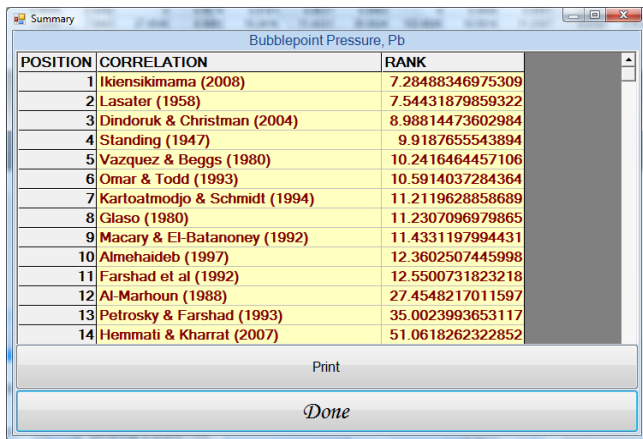 Summary
Bubblepoint Pressure, Pb
POSITION CORRELATION RANK
1 Ikiensikimama (2008) 7.28488346975309
2 Lasater (1958) 7.54431879859322
3 Dindoruk & Christman (2004) 8.98814473602984
4 Standing (1947) 9.9187655543894
5 Vazquez & Beggs (1980) 10.2416464457106
6 Omar & Todd (1993) 10.5914037284364
7 Kartoatmodjo & Schmidt (1994) 11.2119628858689
8 Glaso (1980) 11.2307096979865
9 Macary & El-Batanoney (1992) 11.4331197994431
10 Almehaideb (1997) 12.3602507445998
11 Farshad et al (1992) 12.5500731823218
12 Al-Marhoun (1988) 27.4548217011597
13 Petrosky & Farshad (1993) 35.0023993653117
14 Hemmati & Kharrat (2007) 51.0618262322852
Print
Done